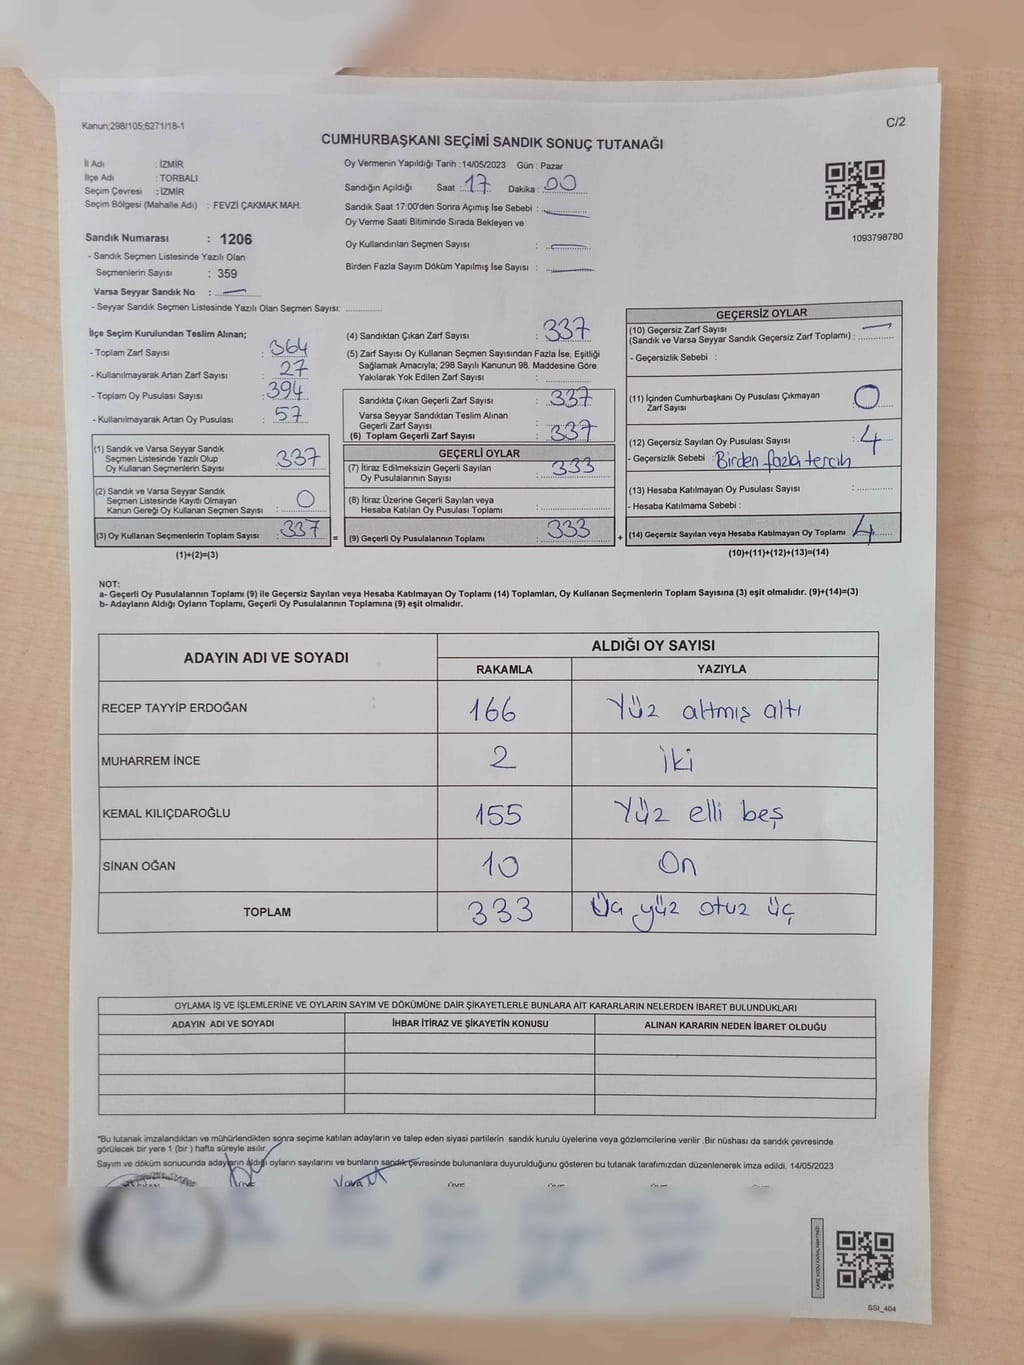 Kanun;298/105;6271/18-1
C/2
CUMHURBAŞKANI SEÇİMİ SANDIK SONUÇ TUTANAĞI
İl Adı : İZMİR
İlçe Adı : TORBALI
Seçim Çevresi : İZMİR
Seçim Bölgesi (Mahalle Adı) : FEVZİ ÇAKMAK MAH.
Sandık Numarası : 1206
- Sandık Seçmen Listesinde Yazılı Olan
Seçmenlerin Sayısı : 359
Varsa Seyyar Sandık No :
- Seyyar Sandık Seçmen Listesinde Yazılı Olan Seçmen Sayısı:
Oy Vermenin Yapıldığı Tarih : 14/05/2023 Gün : Pazar
Sandığın Açıldığı Saat : 17 Dakika : 00
Sandık Saat 17:00'den Sonra Açımış İse Sebebi :
Oy Verme Saati Bitiminde Sırada Bekleyen ve
Oy Kullandırılan Seçmen Sayısı :
Birden Fazla Sayım Döküm Yapılmış İse Sayısı :
1093798780
İlçe Seçim Kurulundan Teslim Alınan;
- Toplam Zarf Sayısı : 364
- Kullanılmayarak Artan Zarf Sayısı : 27
- Toplam Oy Pusulası Sayısı : 394
- Kullanılmayarak Artan Oy Pusulası : 57
(1) Sandık ve Varsa Seyyar Sandık
Seçmen Listesinde Yazılı Olup
Oy Kullanan Seçmenlerin Sayısı : 337
(2) Sandık ve Varsa Seyyar Sandık
Seçmen Listesinde Kayıtlı Olmayan
Kanun Gereği Oy Kullanan Seçmen Sayısı : 0
(3) Oy Kullanan Seçmenlerin Toplam Sayısı : 337
(1)+(2)=(3)
(4) Sandıktan Çıkan Zarf Sayısı : 337
(5) Zarf Sayısı Oy Kullanan Seçmen Sayısından Fazla İse, Eşitliği
Sağlamak Amacıyla; 298 Sayılı Kanunun 98. Maddesine Göre
Yakılarak Yok Edilen Zarf Sayısı :
Sandıkta Çıkan Geçerli Zarf Sayısı : 337
Varsa Seyyar Sandıktan Teslim Alınan
Geçerli Zarf Sayısı :
(6) Toplam Geçerli Zarf Sayısı : 337
GEÇERLİ OYLAR
(7) İtiraz Edilmeksizin Geçerli Sayılan
Oy Pusulalarının Sayısı : 333
(8) İtiraz Üzerine Geçerli Sayılan veya
Hesaba Katılan Oy Pusulası Toplamı :
= (9) Geçerli Oy Pusulalarının Toplamı : 333
GEÇERSİZ OYLAR
(10) Geçersiz Zarf Sayısı
(Sandık ve Varsa Seyyar Sandık Geçersiz Zarf Toplamı) :
- Geçersizlik Sebebi :
(11) İçinden Cumhurbaşkanı Oy Pusulası Çıkmayan
Zarf Sayısı : 0
(12) Geçersiz Sayılan Oy Pusulası Sayısı : 4
- Geçersizlik Sebebi : Birden fazla tercih
(13) Hesaba Katılmayan Oy Pusulası Sayısı :
- Hesaba Katılmama Sebebi :
+ (14) Geçersiz Sayılan veya Hesaba Katılmayan Oy Toplamı : 4
(10)+(11)+(12)+(13)=(14)
NOT:
a- Geçerli Oy Pusulasının Toplamı (9) ile Geçersiz Sayılan veya Hesaba Katılmayan Oy Toplamı (14) Toplamları, Oy Kullanan Seçmenlerin Toplam Sayısına (3) eşit olmalıdır. (9)+(14)=(3)
b- Adayların Aldığı Oyların Toplamı, Geçerli Oy Pusulalarının Toplamına (9) eşit olmalıdır.
ADAYIN ADI VE SOYADI ALDIĞI OY SAYISI
RAKAMLA YAZIYLA
RECEP TAYYİP ERDOĞAN 166 Yüz altmış altı
MUHARREM İNCE 2 iki
KEMAL KILIÇDAROĞLU 155 Yüz elli beş
SİNAN OĞAN 10 On
TOPLAM 333 Üç yüz otuz üç
OYLAMA İŞ VE İŞLEMLERİNE VE OYLARIN SAYIM VE DÖKÜMÜNE DAİR ŞİKAYETLERLE BUNLARA AİT KARARLARIN NELERDEN İBARET BULUNDUKLARI
ADAYIN ADI VE SOYADI İHBAR İTİRAZ VE ŞİKAYETİN KONUSU ALINAN KARARIN NEDEN İBARET OLDUĞU
"Bu tutanak imzalandıktan ve mühürlendikten sonra seçime katılan adayların ve talep eden siyasi partilerin sandık kurulu üyelerine veya gözlemcilerine verilir .Bir nüshası da sandık çevresinde
görülecek bir yere 1 (bir ) hafta süreyle asılır.
Sayım ve döküm sonucunda adayların aldığı oyların sayılarını ve bunların sandık çevresinde bulunanlara duyurulduğunu gösteren bu tutanak tarafımızdan düzenlenerek imza edildi. 14/05/2023
SSI_404